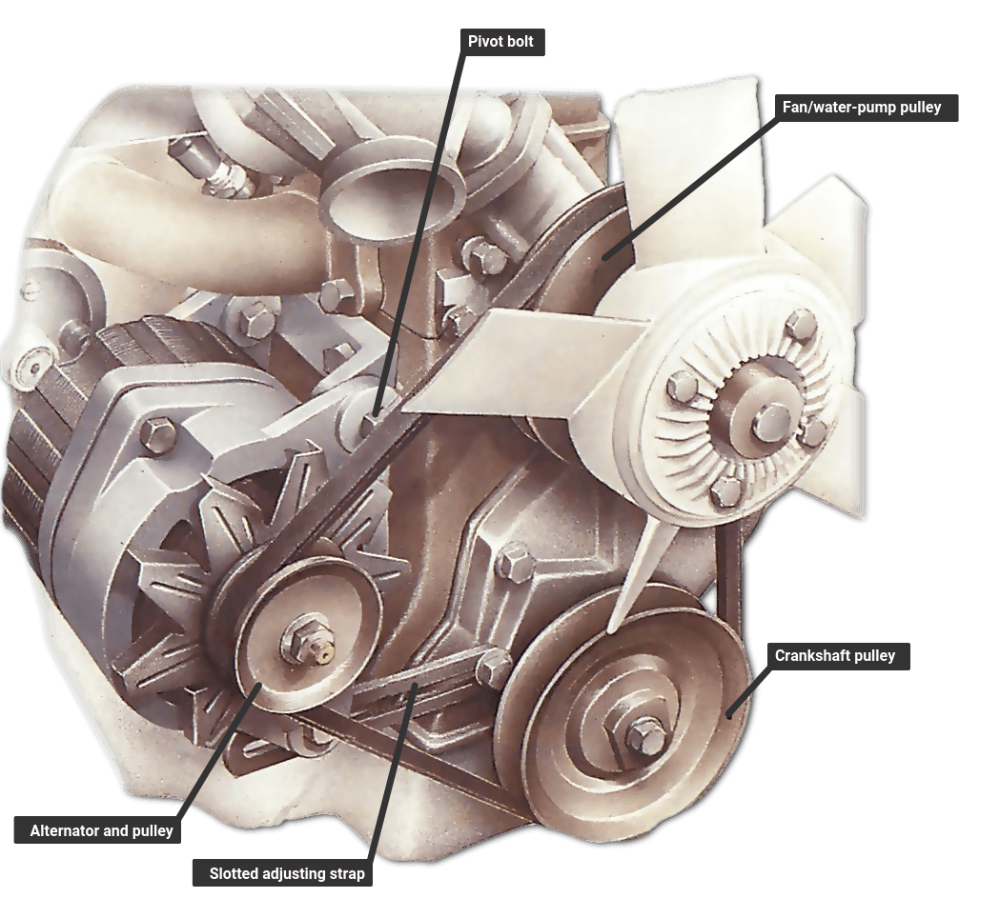 Pivot bolt
Fan/water-pump pulley
Crankshaft pulley
Alternator and pulley
Slotted adjusting strap